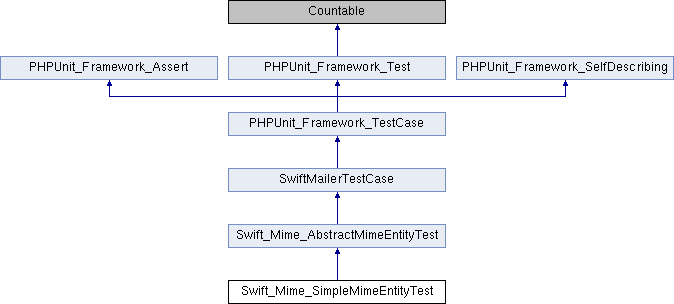 Countable
PHPUnit_Framework_Assert
PHPUnit_Framework_Test
PHPUnit_Framework_SelfDescribing
PHPUnit_Framework_TestCase
SwiftMailerTestCase
Swift_Mime_AbstractMimeEntityTest
Swift_Mime_SimpleMimeEntityTest